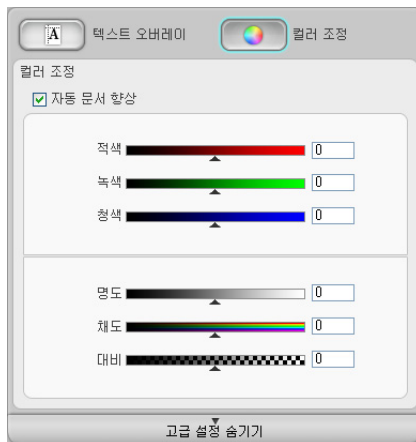 A 텍스트 오버레이 컬러 조정
컬러 조정
자동 문서 향상
적색 0
녹색 0
청색 0
명도 0
채도 0
대비 0
고급 설정 숨기기